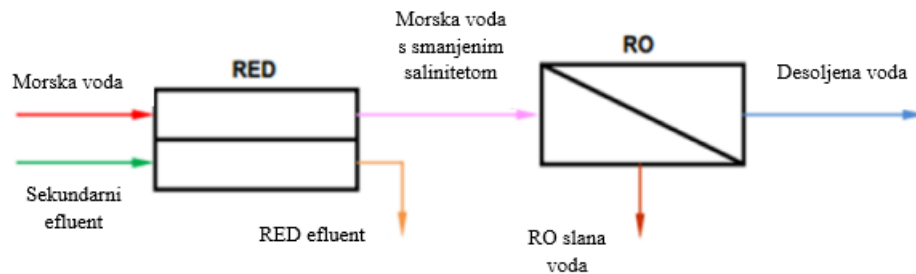 Morska voda
RED
Morska voda
s smanjenim
salinitetom
RO
Desoljena voda
Sekundarni
efluent
RED efluent
RO slana
voda